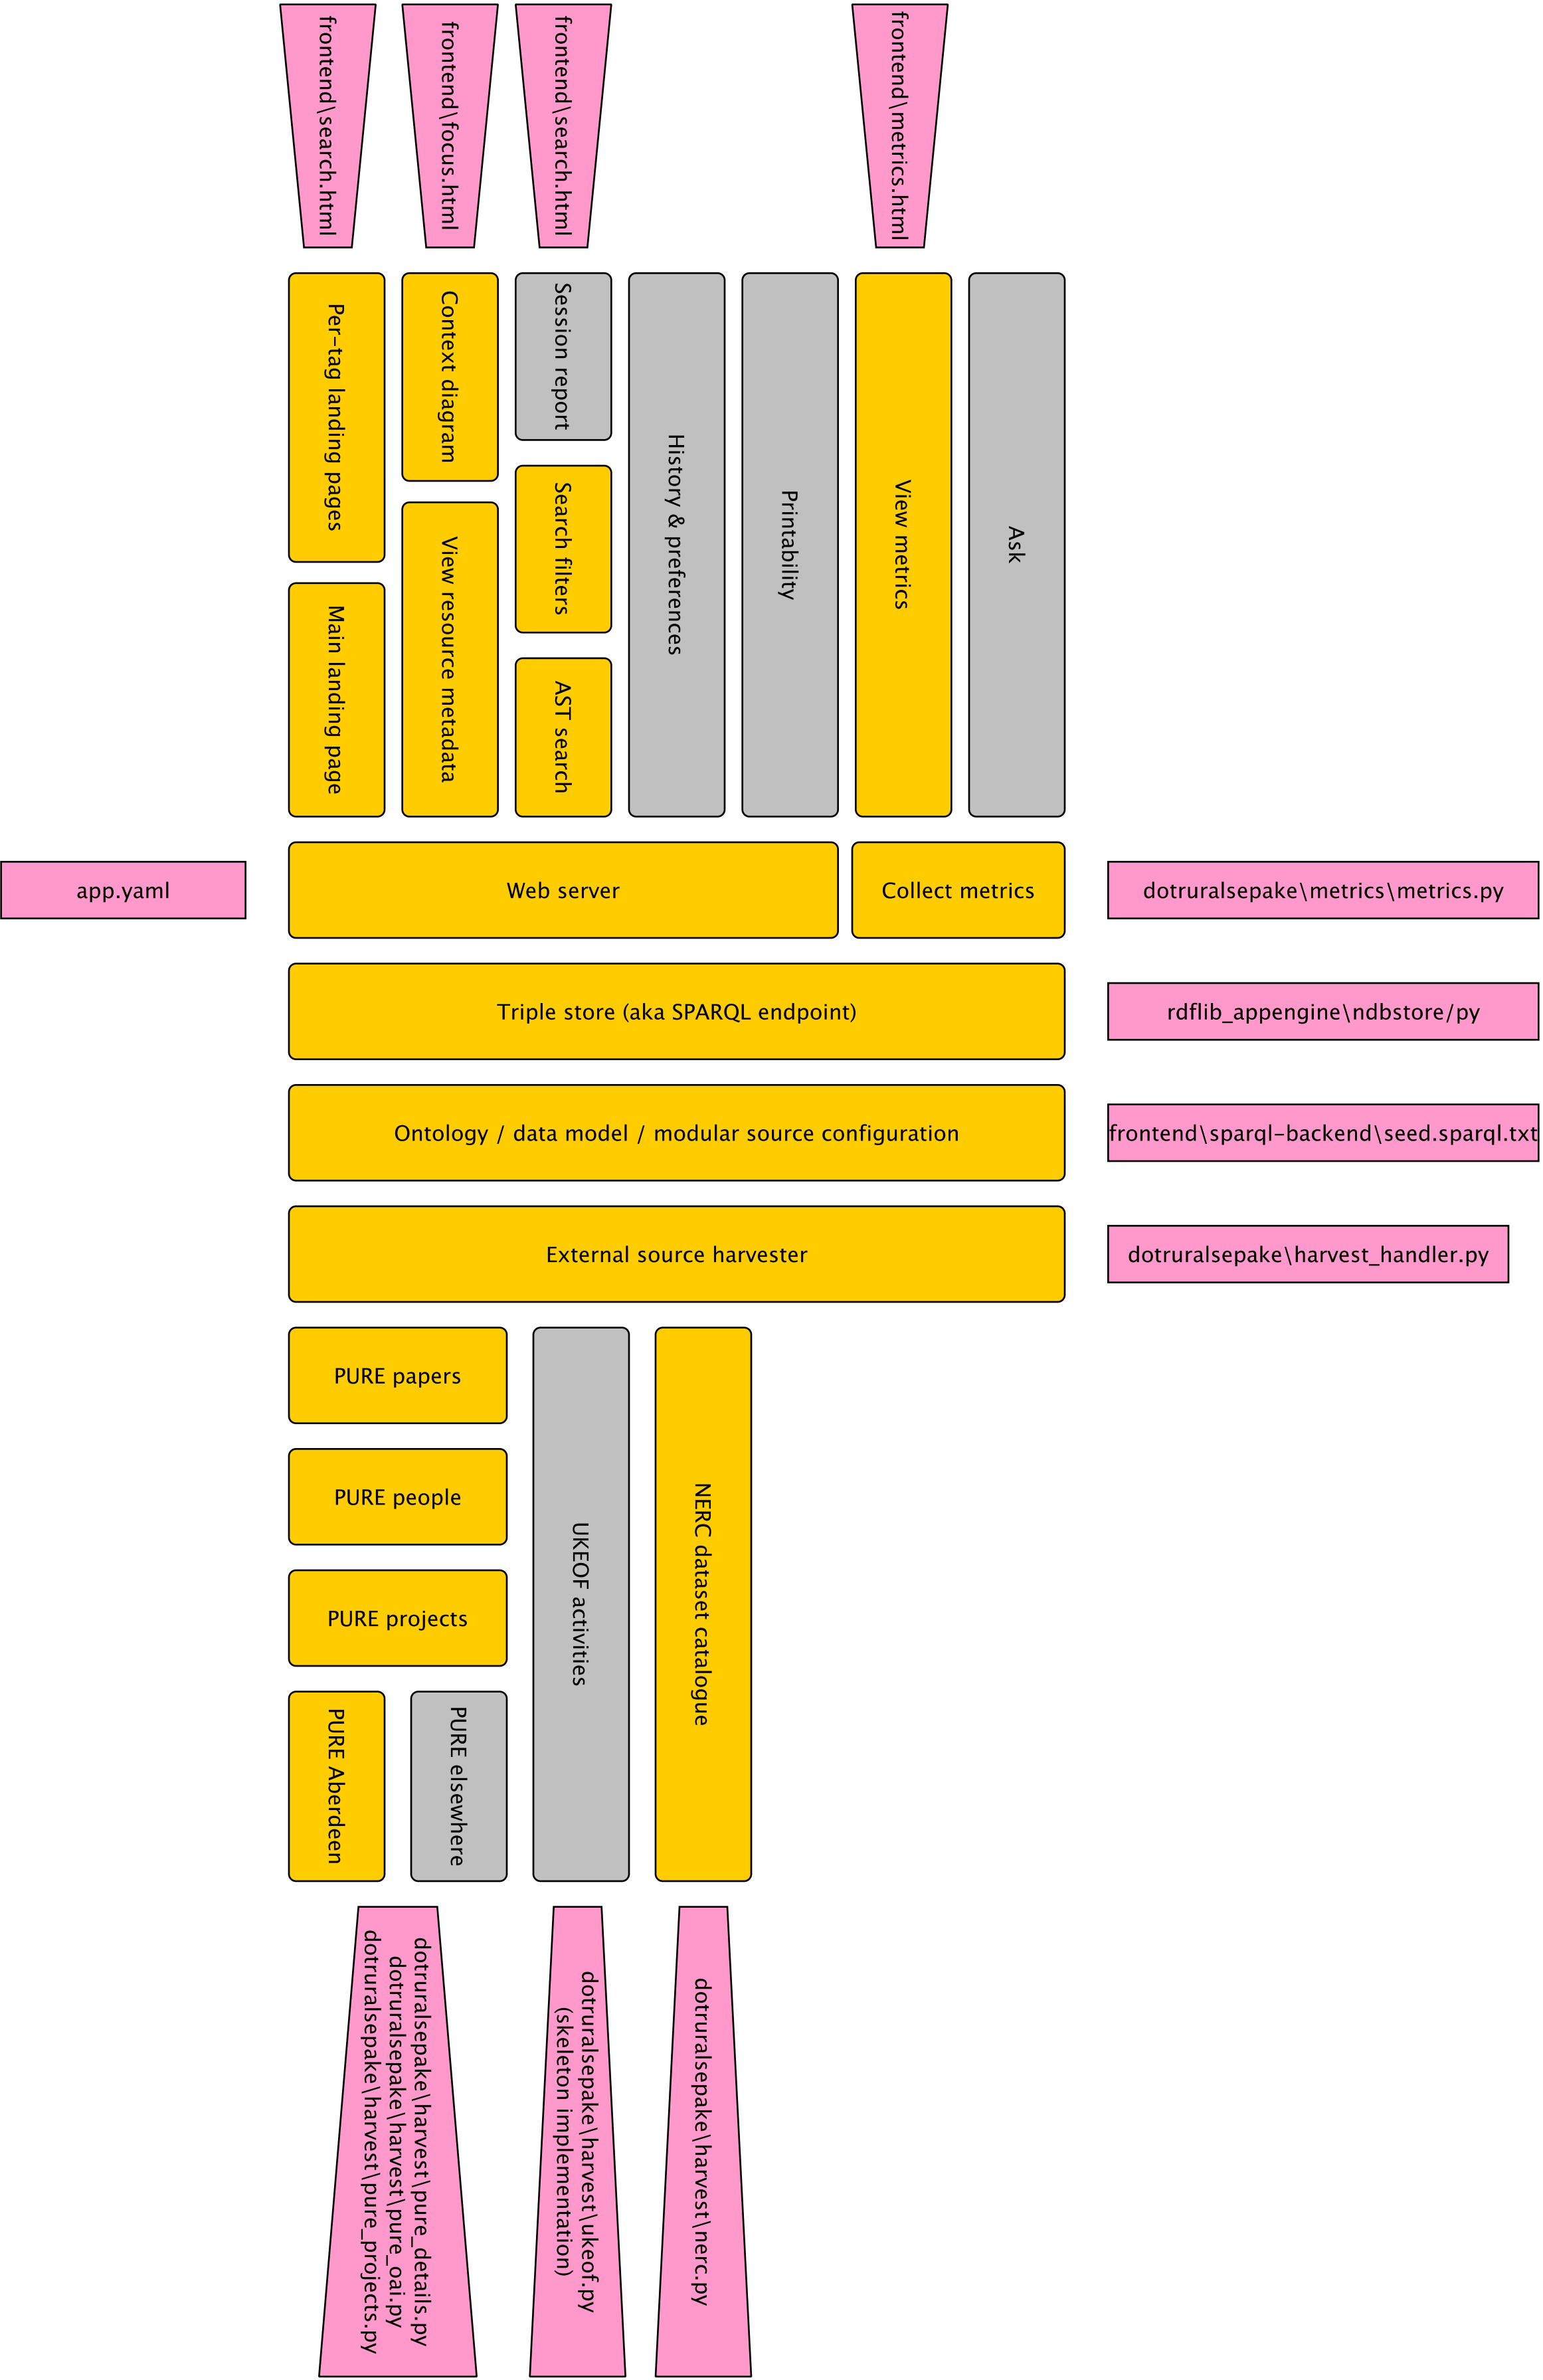 frontend\search.html
frontend\focus.html
frontend\search.html
frontend\metrics.html
Per-tag landing pages
Context diagram
Session report
History & preferences
Printability
View metrics
Ask
Search filters
View resource metadata
Main landing page
AST search
app.yaml
Web server
Collect metrics
dotruralsepake\metrics\metrics.py
Triple store (aka SPARQL endpoint)
rdflib_appengine\ndbstore/py
Ontology / data model / modular source configuration
frontend\sparql-backend\seed.sparql.txt
External source harvester
dotruralsepake\harvest_handler.py
PURE papers
PURE people
PURE projects
UKEOF activities
NERC dataset catalogue
PURE Aberdeen
PURE elsewhere
dotruralsepake\harvest\pure_details.py
dotruralsepake\harvest\pure_oai.py
dotruralsepake\harvest\pure_projects.py
dotruralsepake\harvest\ukeof.py
(skeleton implementation)
dotruralsepake\harvest\nerc.py